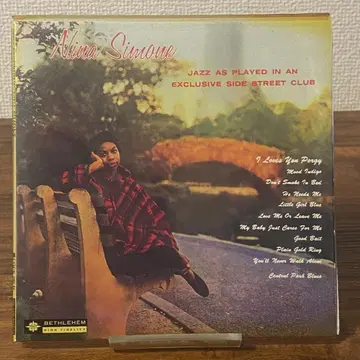 Nina Simone
JAZZ AS PLAYED IN AN
EXCLUSIVE SIDE STREET CLUB
I Loves You Porgy
Mood Indigo
Don't Smoke In Bed
He Needs Me
Little Girl Blue
Love Me Or Leave Me
My Baby Just Cares For Me
Good Bait
Plain Gold Ring
You'll Never Walk Alone
Central Park Blues
BETHLEHEM
HIGH FIDELITY